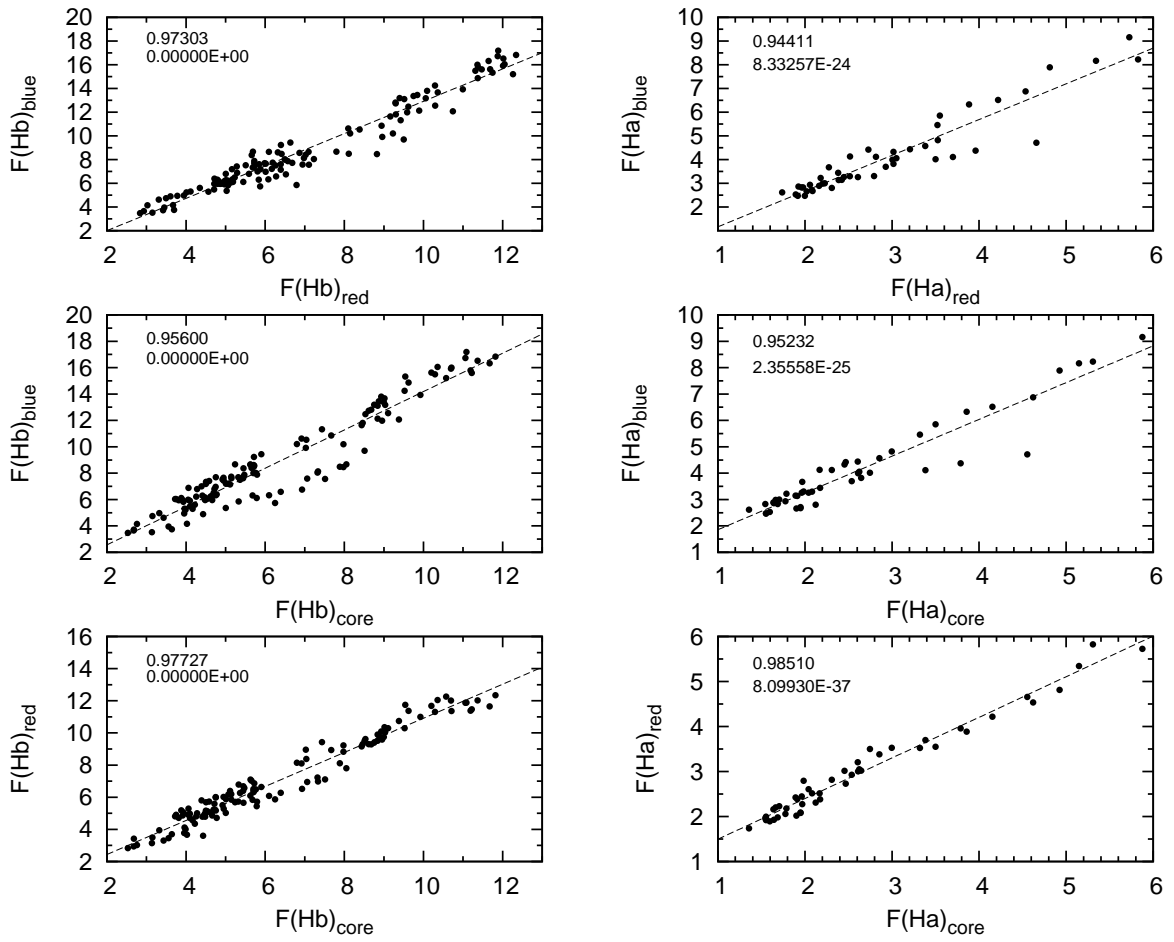 20
18
16
14
12
10
8
6
4
2
F(Hb)blue
0.97303
0.00000E+00
2 4 6 8 10 12
F(Hb)red
10
9
8
7
6
5
4
3
2
1
F(Ha)blue
0.94411
8.33257E-24
1 2 3 4 5 6
F(Ha)red
20
18
16
14
12
10
8
6
4
2
F(Hb)blue
0.95600
0.00000E+00
2 4 6 8 10 12
F(Hb)core
10
9
8
7
6
5
4
3
2
1
F(Ha)blue
0.95232
2.35558E-25
1 2 3 4 5 6
F(Ha)core
16
14
12
10
8
6
4
2
F(Hb)red
0.97727
0.00000E+00
2 4 6 8 10 12
F(Hb)core
6
5
4
3
2
1
F(Ha)red
0.98510
8.09930E-37
1 2 3 4 5 6
F(Ha)core